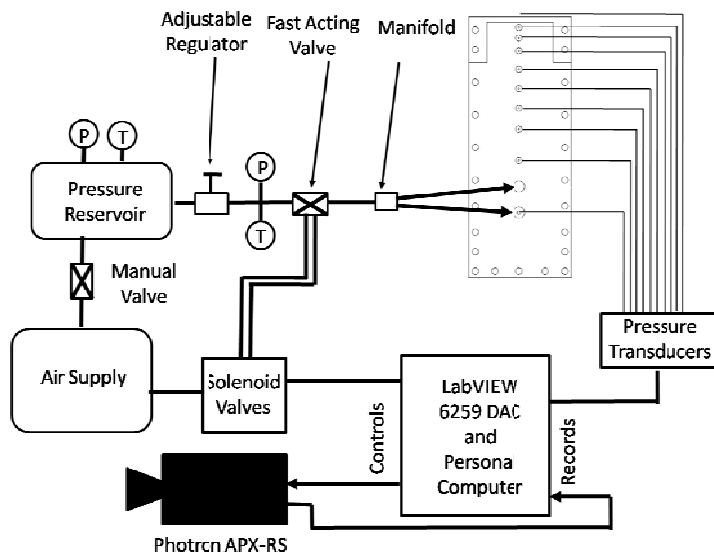 Adjustable
Regulator
Fast Acting
Valve
Manifold
P
T
P
T
Pressure
Reservoir
Manual
Valve
Air Supply
Solenoid
Valves
Pressure
Transducers
LabVIEW
6259 DAC
and
Persona
Computer
Controls
Records
Photrcn APX-RS